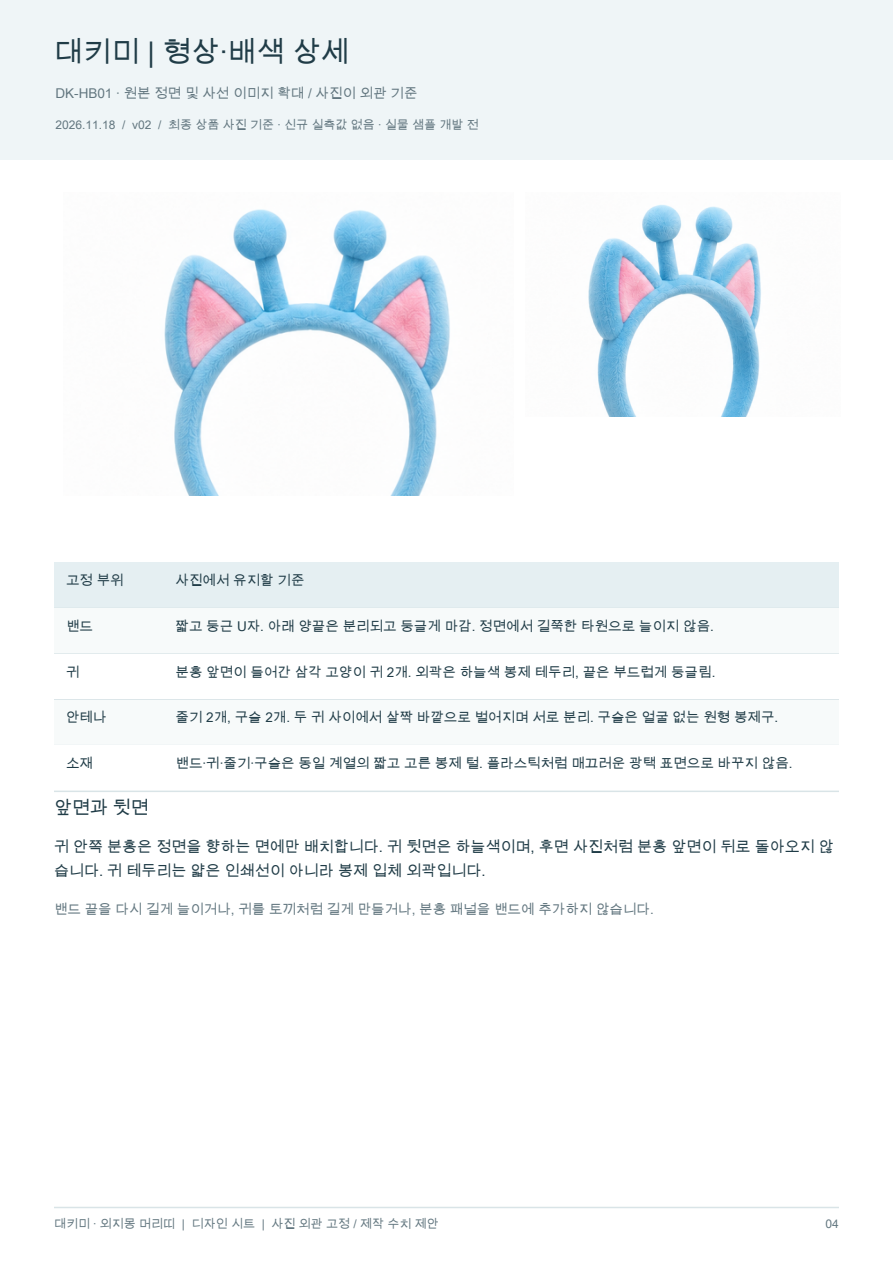 대키미 | 형상·배색 상세
DK-HB01 · 원본 정면 및 사선 이미지 확대 / 사진이 외관 기준
2026.11.18 / v02 / 최종 상품 사진 기준 · 신규 실측값 없음 · 실물 샘플 개발 전
고정 부위 사진에서 유지할 기준
밴드 짧고 둥근 U자. 아래 양끝은 분리되고 둥글게 마감. 정면에서 길쭉한 타원으로 늘이지 않음.
귀 분홍 앞면이 들어간 삼각 고양이 귀 2개. 외곽은 하늘색 봉제 테두리, 끝은 부드럽게 둥글림.
안테나 줄기 2개, 구슬 2개. 두 귀 사이에서 살짝 바깥으로 벌어지며 서로 분리. 구슬은 얼굴 없는 원형 봉제구.
소재 밴드·귀·줄기·구슬은 동일 계열의 짧고 고른 봉제 털. 플라스틱처럼 매끄러운 광택 표면으로 바꾸지 않음.
앞면과 뒷면
귀 안쪽 분홍은 정면을 향하는 면에만 배치합니다. 귀 뒷면은 하늘색이며, 후면 사진처럼 분홍 앞면이 뒤로 돌아오지 않
습니다. 귀 테두리는 얇은 인쇄선이 아니라 봉제 입체 외곽입니다.
밴드 끝을 다시 길게 늘이거나, 귀를 토끼처럼 길게 만들거나, 분홍 패널을 밴드에 추가하지 않습니다.
대키미 · 외지몽 머리띠 | 디자인 시트 | 사진 외관 고정 / 제작 수치 제안 04